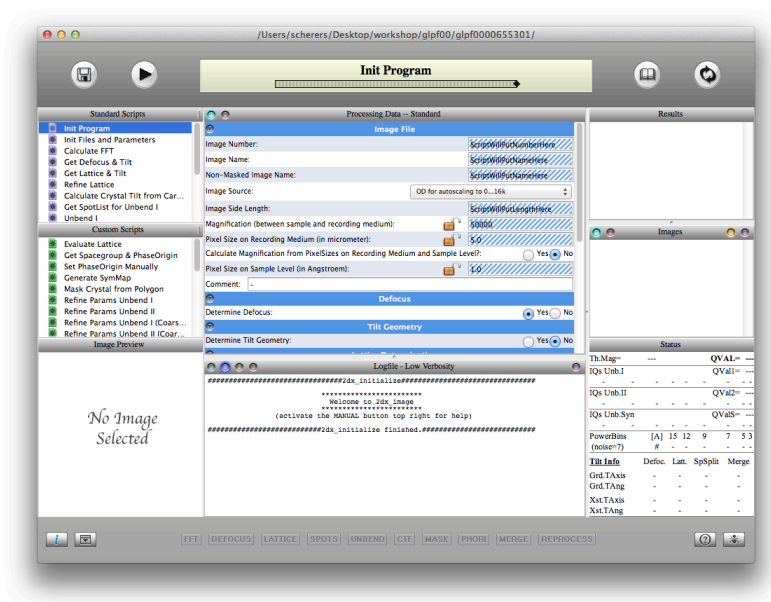 /Users/scherers/Desktop/workshop/glpf00/glpf0000655301/
Init Program
Standard Scripts
Init Program
Init Files and Parameters
Calculate FFT
Get Defocus & Tilt
Get Lattice & Tilt
Refine Lattice
Calculate Crystal Tilt from Car...
Get SpotList for Unbend I
Unbend I
Custom Scripts
Evaluate Lattice
Get Spacegroup & PhaseOrigin
Set PhaseOrigin Manually
Generate SymMap
Mask Crystal from Polygon
Refine Params Unbend I
Refine Params Unbend II
Refine Params Unbend I (Coars...
Refine Params Unbend II (Coar...
Image Preview
No Image
Selected
Processing Data -- Standard
Image File
Image Number: ScriptWillPutNumberHere
Image Name: ScriptWillPutNameHere
Non-Masked Image Name: ScriptWillPutNameHere
Image Source: OD for autoscaling to 0...16k
Image Side Length: ScriptWillPutLengthHere
Magnification (between sample and recording medium): 50000
Pixel Size on Recording Medium (in micrometer): 5.0
Calculate Magnification from PixelSizes on Recording Medium and Sample Level?: Yes No
Pixel Size on Sample Level (in Angstroem): 1.0
Comment: -
Defocus
Determine Defocus: Yes No
Tilt Geometry
Determine Tilt Geometry: Yes No
Logfile - Low Verbosity
################################2dx_initialize################################
************************
Welcome to 2dx_image
************************
(activate the MANUAL button top right for help)
###########################2dx_initialize finished.###########################
Results
Images
Status
Th.Mag= --- QVAL= ---
IQs Unb.I QVal1= ---
- - - - - - - -
IQs Unb.II QVal2= ---
- - - - - - - -
IQs Unb.Syn QValS= ---
- - - - - - - -
PowerBins [A] 15 12 9 7 5 3
(noise=7) # - - - - - -
Tilt Info Defoc. Latt. SpSplit Merge
Grd.TAxis - - - -
Grd.TAng - - - -
Xst.TAxis - - - -
Xst.TAng - - - -
i
FFT DEFOCUS LATTICE SPOTS UNBEND CTF MASK PHORI MERGE REPROCESS
?